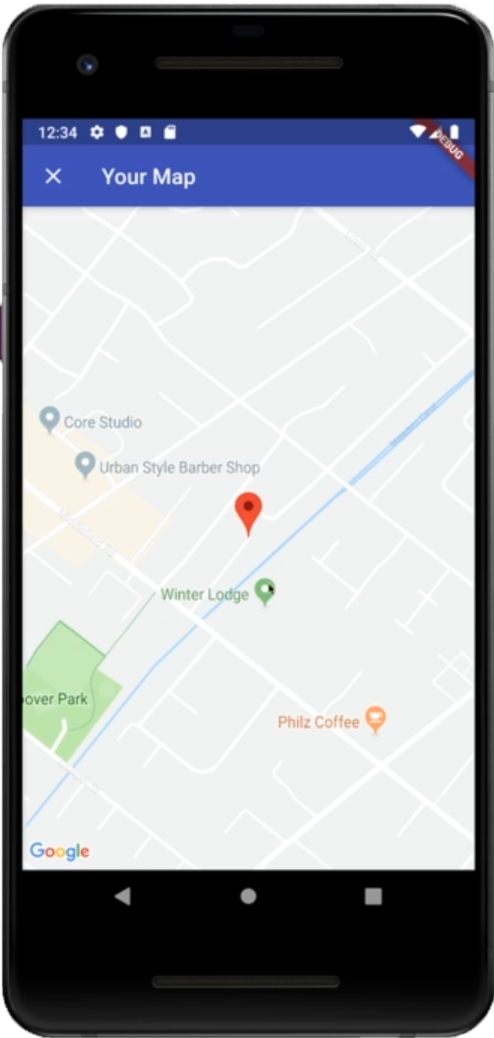 12:34
DEBUG
Your Map
Core Studio
Urban Style Barber Shop
Winter Lodge
over Park
Philz Coffee
Google